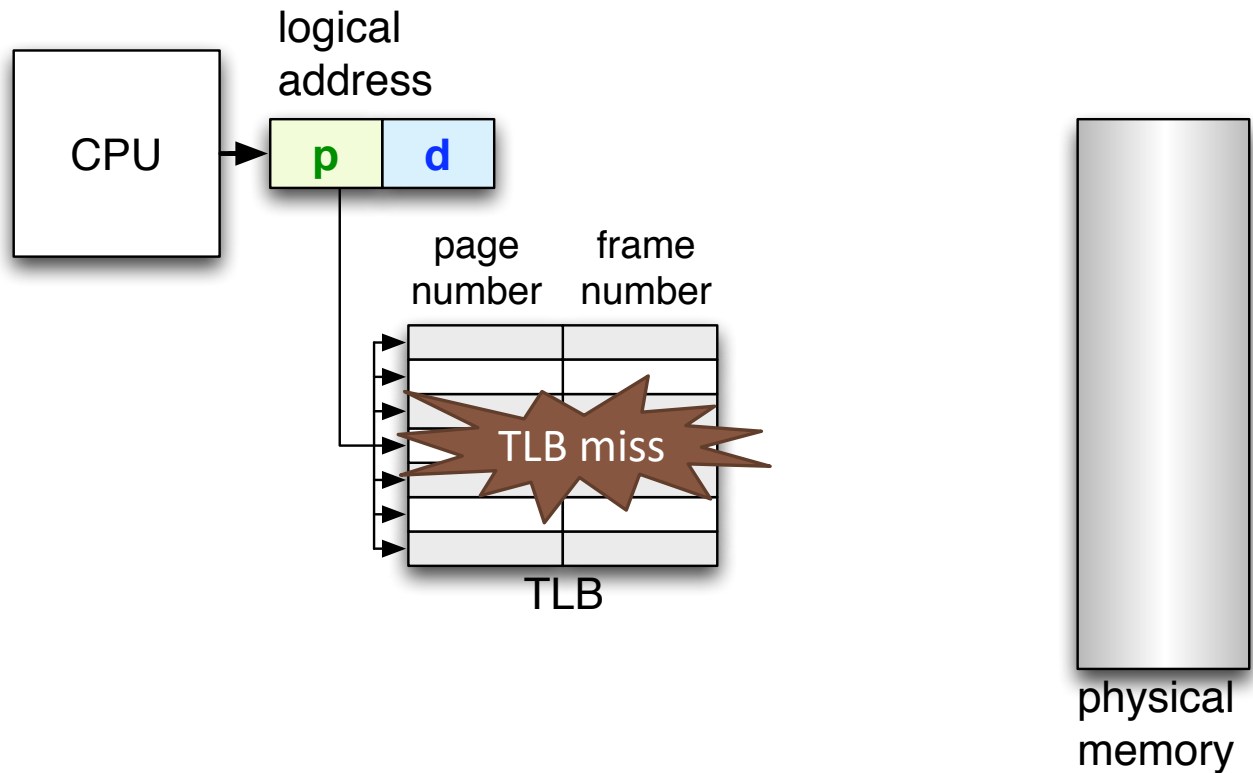 logical
address
CPU
p
d
page
number
frame
number
TLB miss
TLB
physical
memory